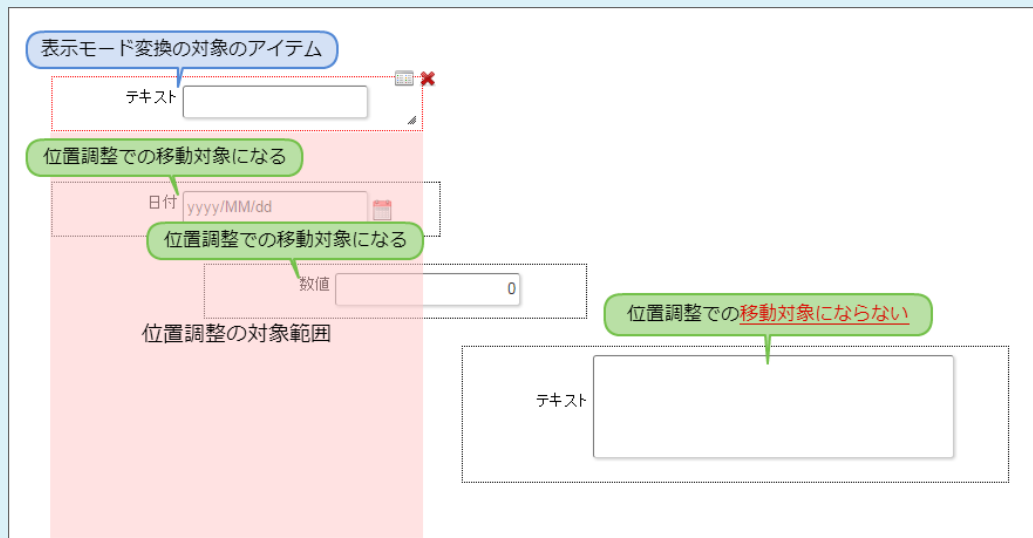 表示モード変換の対象のアイテム
テキスト
位置調整での移動対象になる
日付 yyyy/MM/dd
位置調整での移動対象になる
数値 0
位置調整での移動対象にならない
位置調整の対象範囲
テキスト